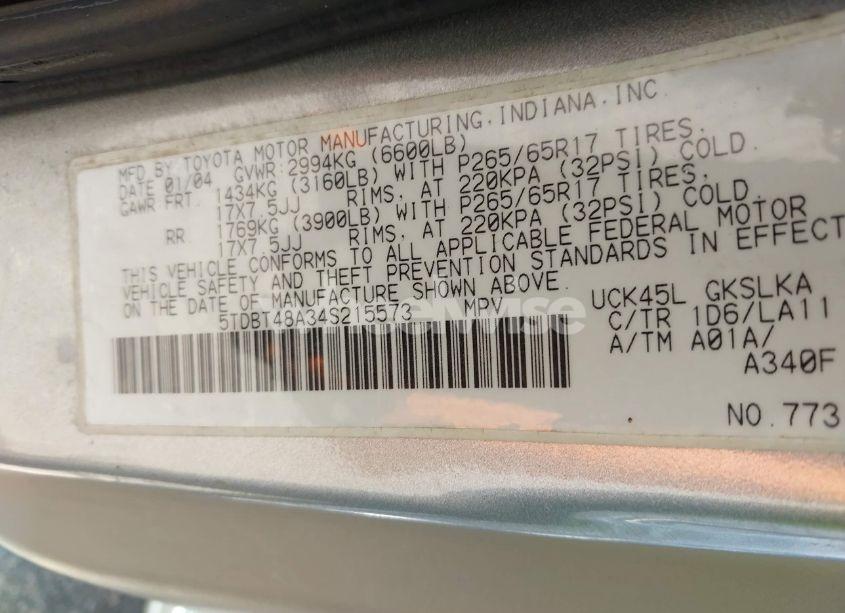 MFD BY TOYOTA MOTOR MANUFACTURING, INDIANA, INC.
DATE 01/04 GVWR:2994KG (6600LB)
GAWR FRT. 1434KG (3160LB) WITH P265/65R17 TIRES.
17X7.5JJ RIMS, AT 220KPA (32PSI) COLD.
RR 1769KG (3900LB) WITH P265/65R17 TIRES.
17X7.5JJ RIMS, AT 220KPA (32PSI) COLD.
THIS VEHICLE CONFORMS TO ALL APPLICABLE FEDERAL MOTOR
VEHICLE SAFETY AND THEFT PREVENTION STANDARDS IN EFFECT
ON THE DATE OF MANUFACTURE SHOWN ABOVE.
5TDBT48A34S215573 MPV
UCK45L GKSLKA
C/TR 1D6/LA11
A/TM A01A/
A340F
NO.773